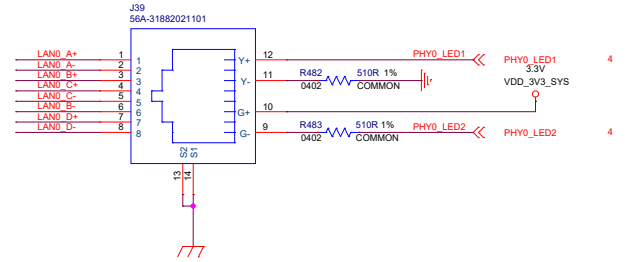 J39
56A-31882021101
LAN0_A+ 1 1 Y+ 12 PHY0_LED1 PHY0_LED1 4
LAN0_A- 2 2
LAN0_B+ 3 3 Y- 11 R482 510R 1% 0402 COMMON
LAN0_C+ 4 4
LAN0_C- 5 5
LAN0_B- 6 6 G+ 10 3.3V VDD_3V3_SYS
LAN0_D+ 7 7
LAN0_D- 8 8 G- 9 R483 510R 1% 0402 COMMON PHY0_LED2 PHY0_LED2 4
S2 S1
13 14